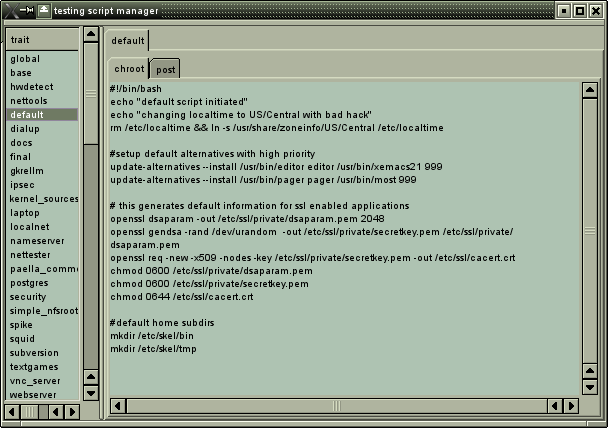 testing script manager
trait
global
base
hwdetect
nettools
default
dialup
docs
final
gkrellm
ipsec
kernel_sources
laptop
localnet
nameserver
nettester
paella_comm
postgres
security
simple_nfsroot
spike
squid
subversion
textgames
vnc_server
webserver
default
chroot post
#!/bin/bash
echo "default script initiated"
echo "changing localtime to US/Central with bad hack"
rm /etc/localtime && ln -s /usr/share/zoneinfo/US/Central /etc/localtime
#setup default alternatives with high priority
update-alternatives --install /usr/bin/editor editor /usr/bin/xemacs21 999
update-alternatives --install /usr/bin/pager pager /usr/bin/most 999
# this generates default information for ssl enabled applications
openssl dsaparam -out /etc/ssl/private/dsaparam.pem 2048
openssl gendsa -rand /dev/urandom -out /etc/ssl/private/secretkey.pem /etc/ssl/private/
dsaparam.pem
openssl req -new -x509 -nodes -key /etc/ssl/private/secretkey.pem -out /etc/ssl/cacert.crt
chmod 0600 /etc/ssl/private/dsaparam.pem
chmod 0600 /etc/ssl/private/secretkey.pem
chmod 0644 /etc/ssl/cacert.crt
#default home subdirs
mkdir /etc/skel/bin
mkdir /etc/skel/tmp